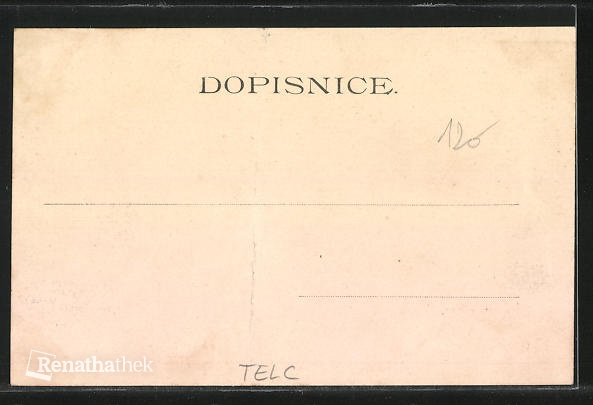 DOPISNICE.
120
TELC
Renathathek